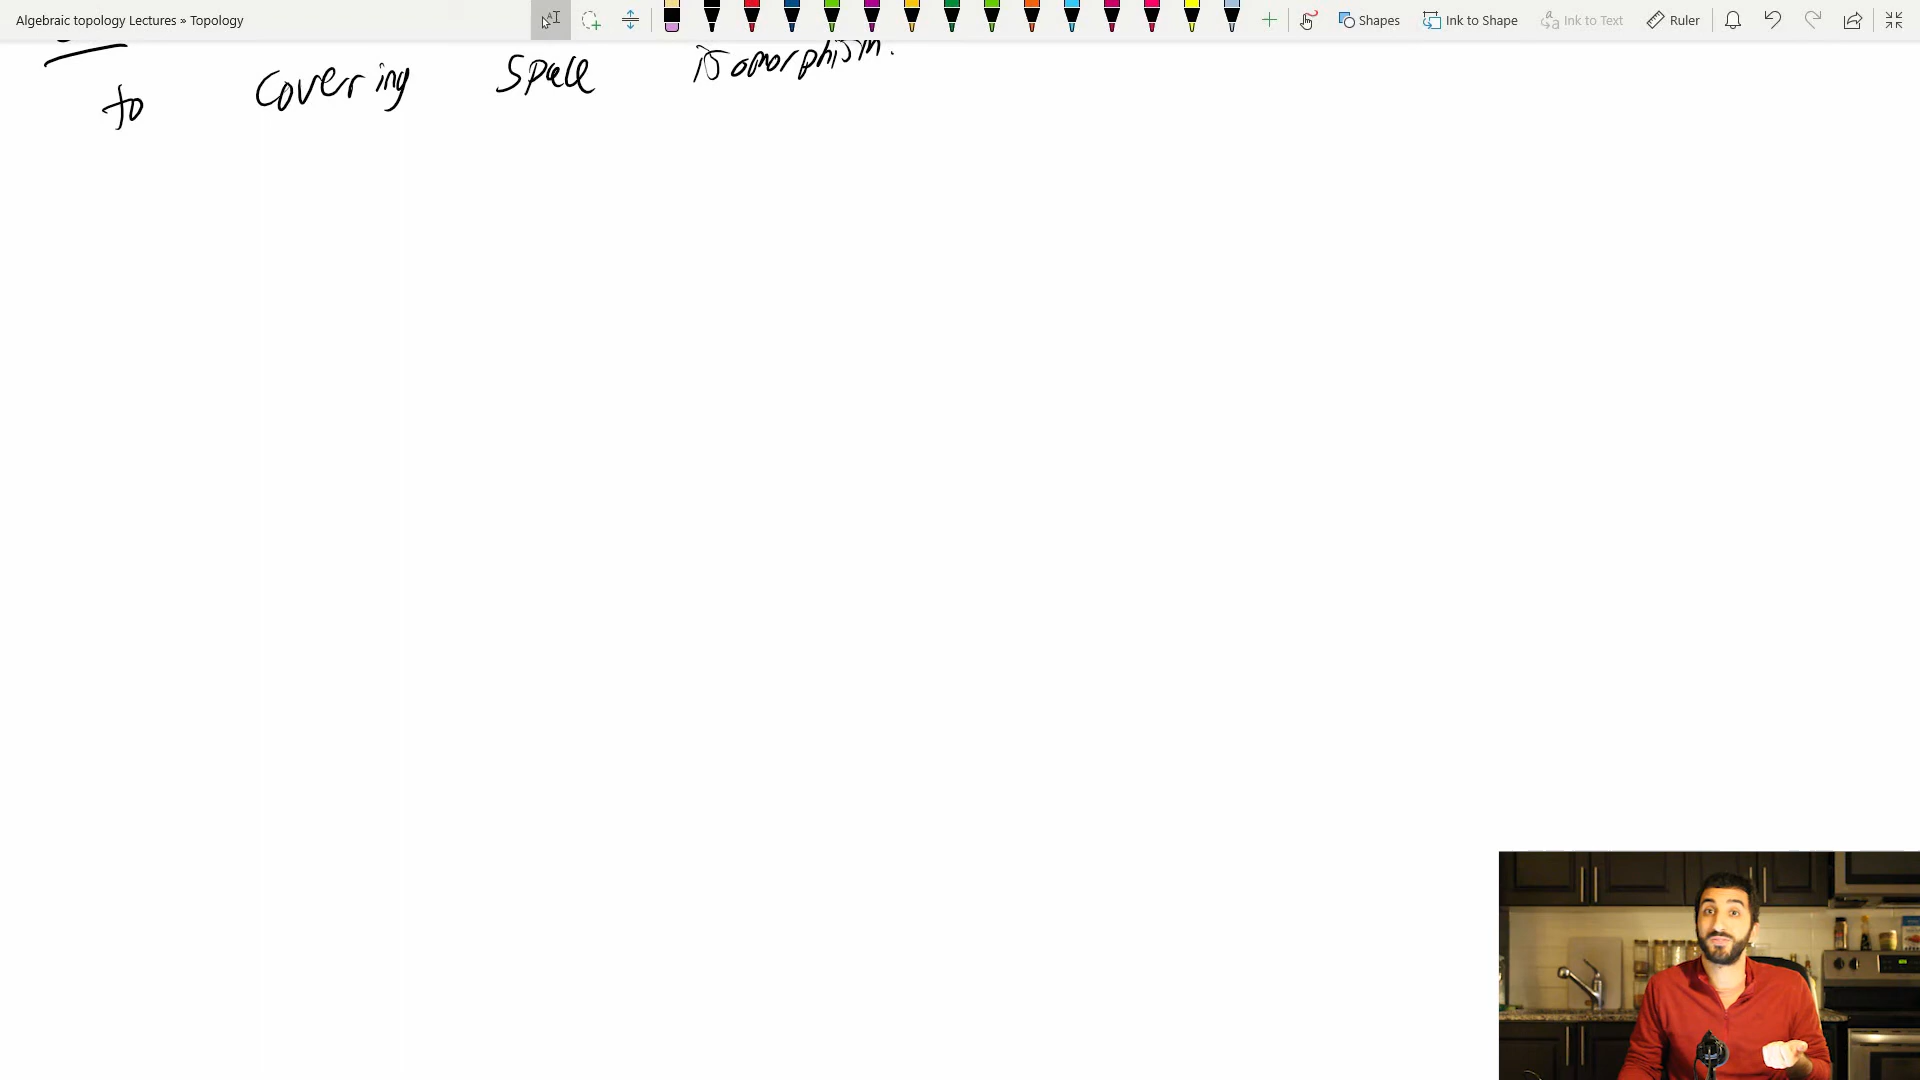 Algebraic topology Lectures » Topology
Shapes
Ink to Shape
Ink to Text
Ruler
to covering space isomorphism.